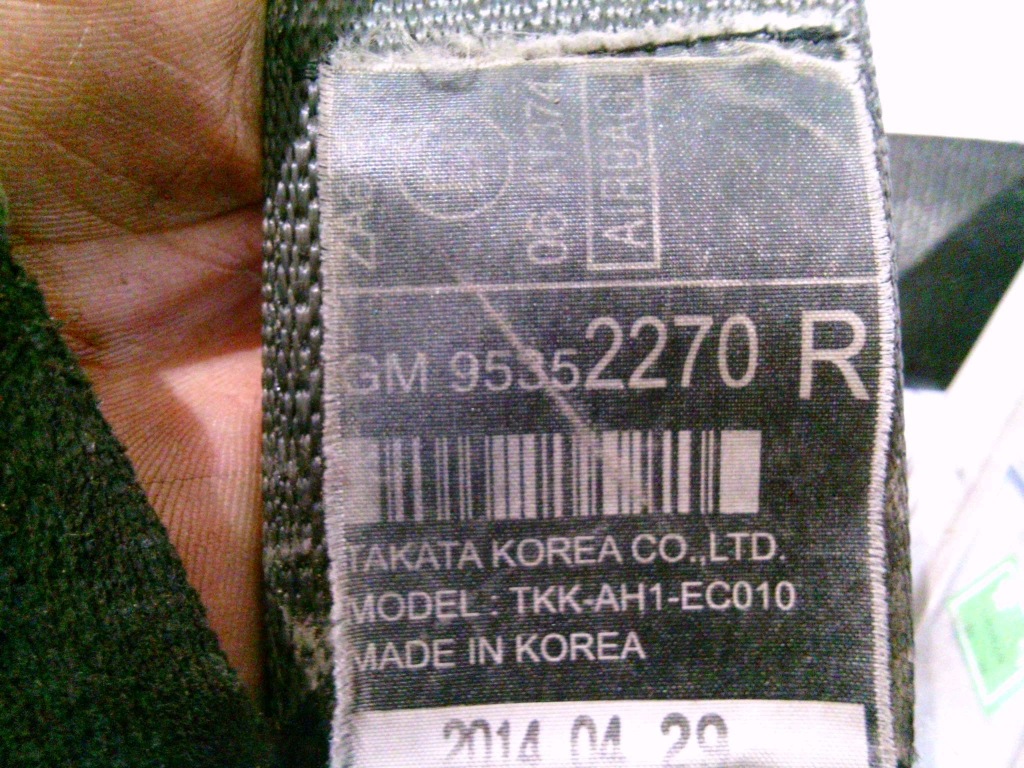 AIRBAG
GM 95352270 R
TAKATA KOREA CO.,LTD.
MODEL : TKK-AH1-EC010
MADE IN KOREA
2014 04 29